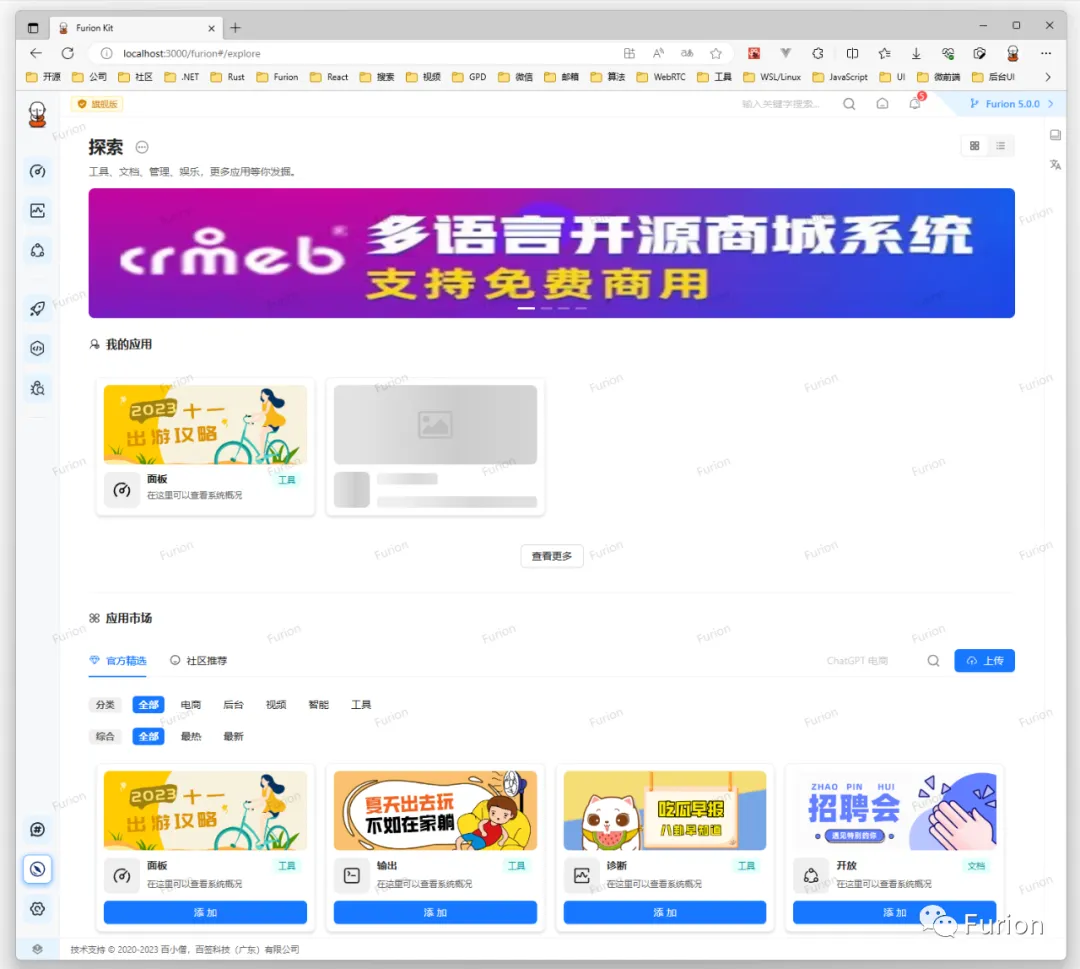 Furion Kit
localhost:3000/furion#/explore
开源 公司 社区 .NET Rust Furion React 搜索 视频 GPD 微信 邮箱 算法 WebRTC 工具 WSL/Linux JavaScript UI 微前端 后台UI
旗舰版
输入关键字搜索...
5
Furion 5.0.0
探索
工具、文档、管理、娱乐，更多应用等你发掘。
crmeb®
多语言开源商城系统
支持免费商用
我的应用
2023 十一
出游攻略
面板
工具
在这里可以查看系统概况
查看更多
应用市场
官方精选 社区推荐
ChatGPT 电商
上传
分类 全部 电商 后台 视频 智能 工具
综合 全部 最热 最新
2023 十一
出游攻略
面板
工具
在这里可以查看系统概况
添加
夏天出去玩
不如在家躺
输出
工具
在这里可以查看系统概况
添加
吃瓜早报
八卦早知道
诊断
工具
在这里可以查看系统概况
添加
ZHAO PIN HUI
招聘会
遇见特别的你
开放
文档
在这里可以查看系统概况
添加
技术支持 © 2020-2023 百小僧，百签科技（广东）有限公司
Furion